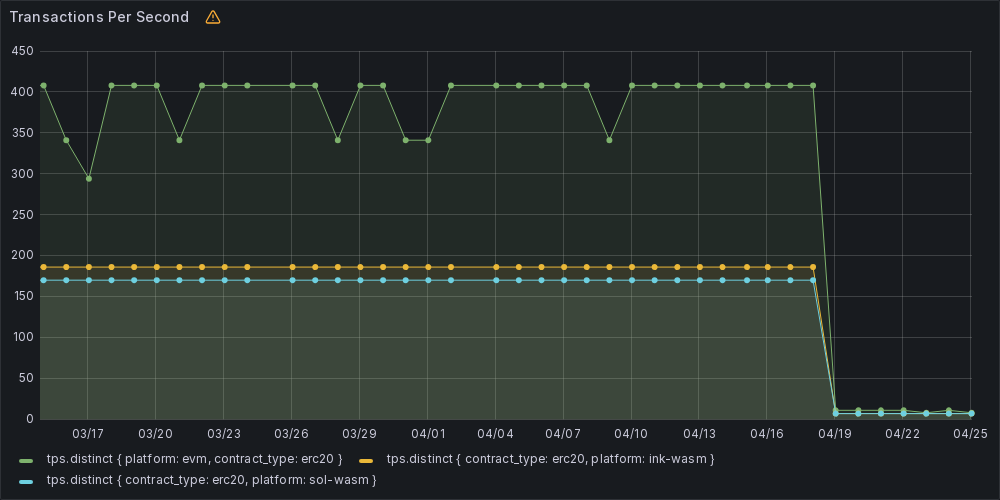 Transactions Per Second
450
400
350
300
250
200
150
100
50
0
03/17 03/20 03/23 03/26 03/29 04/01 04/04 04/07 04/10 04/13 04/16 04/19 04/22 04/25
tps.distinct { platform: evm, contract_type: erc20 } tps.distinct { contract_type: erc20, platform: ink-wasm }
tps.distinct { contract_type: erc20, platform: sol-wasm }